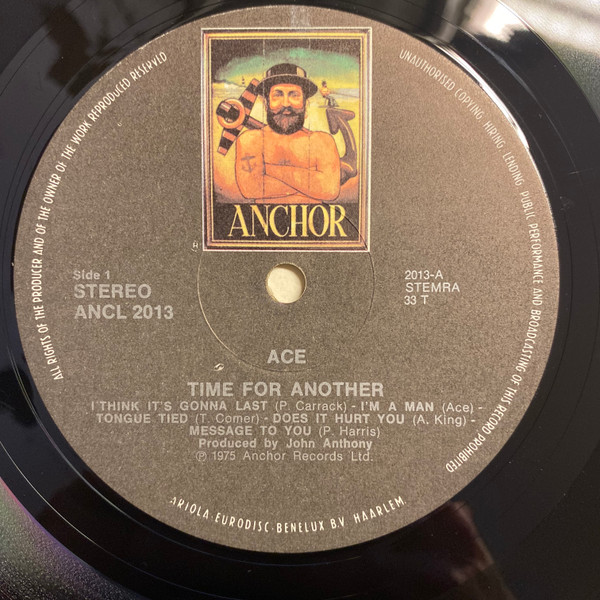 ALL RIGHTS OF THE PRODUCER AND OF THE OWNER OF THE WORK REPRODUCED RESERVED
UNAUTHORISED COPYING, HIRING, LENDING, PUBLIC PERFORMANCE AND BROADCASTING OF THIS RECORD PROHIBITED
ANCHOR
Side 1
STEREO
ANCL 2013
2013-A
STEMRA
33 T
ACE
TIME FOR ANOTHER
I THINK IT'S GONNA LAST (P. Carrack) - I'M A MAN (Ace) -
TONGUE TIED (T. Comer) - DOES IT HURT YOU (A. King) -
MESSAGE TO YOU (P. Harris)
Produced by John Anthony
℗ 1975 Anchor Records Ltd.
ARIOLA-EURODISC-BENELUX B.V. HAARLEM